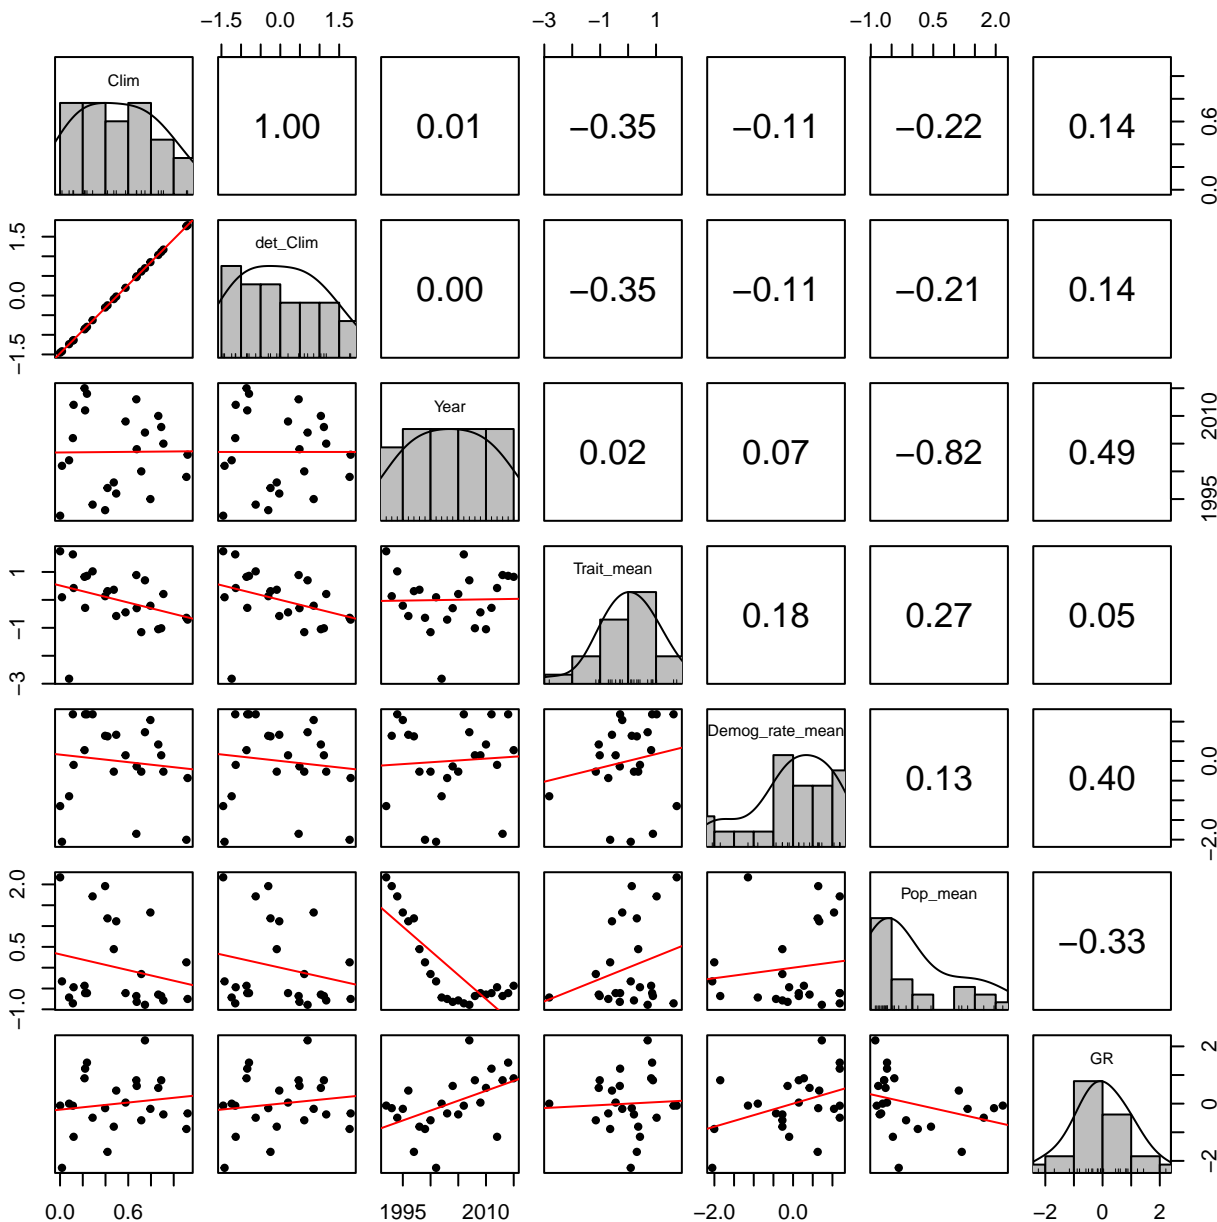 −1.5 0.0 1.5 −3 −1 1 −1.0 0.5 2.0
Clim 1.00 0.01 −0.35 −0.11 −0.22 0.14 0.0 0.6
−1.5 0.0 1.5 det_Clim 0.00 −0.35 −0.11 −0.21 0.14
Year 0.02 0.07 −0.82 0.49 1995 2010
−3 −1 1 Trait_mean 0.18 0.27 0.05
Demog_rate_mean 0.13 0.40 −2.0 0.0
−1.0 0.5 2.0 Pop_mean −0.33
GR −2 0 2
0.0 0.6 1995 2010 −2.0 0.0 −2 0 2